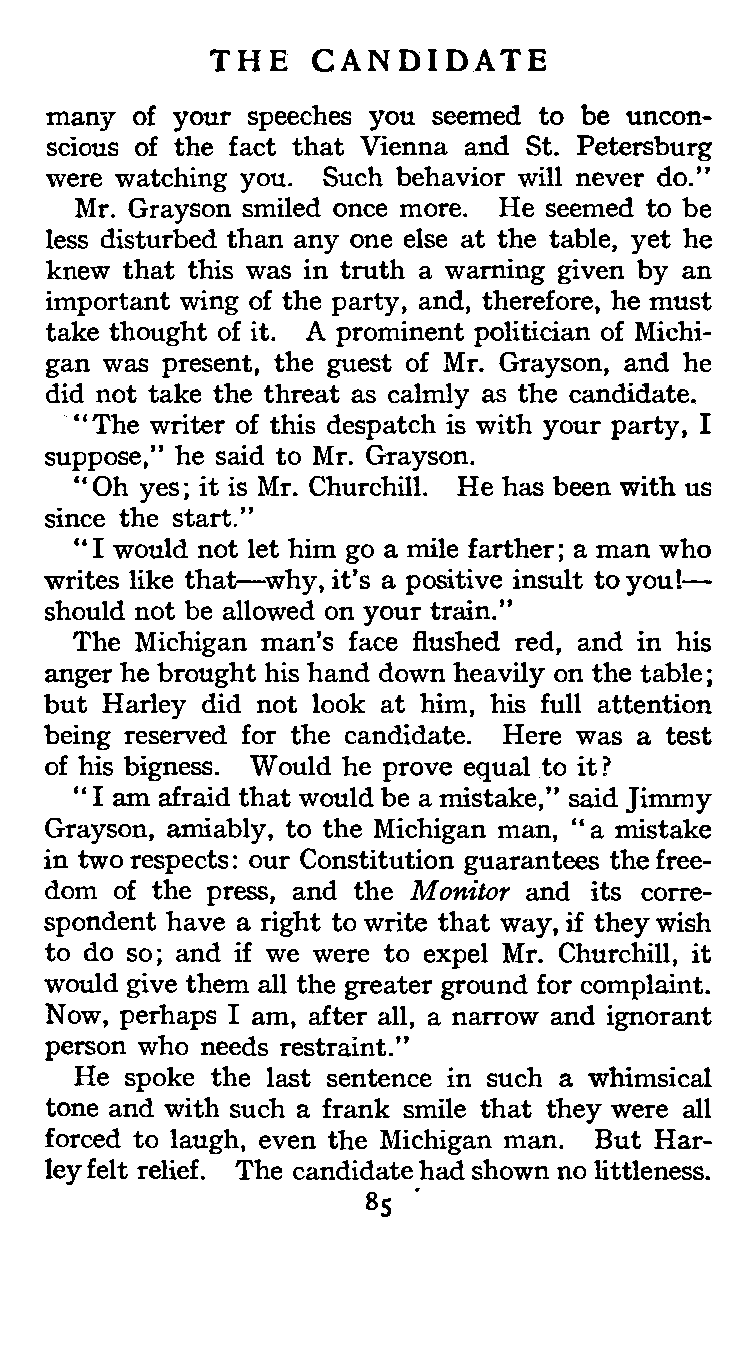 THE CANDIDATE
many of your speeches you seemed to be uncon-
scious of the fact that Vienna and St. Petersburg
were watching you. Such behavior will never do."
Mr. Grayson smiled once more. He seemed to be
less disturbed than any one else at the table, yet he
knew that this was in truth a warning given by an
important wing of the party, and, therefore, he must
take thought of it. A prominent politician of Michi-
gan was present, the guest of Mr. Grayson, and he
did not take the threat as calmly as the candidate.
"The writer of this despatch is with your party, I
suppose," he said to Mr. Grayson.
"Oh yes; it is Mr. Churchill. He has been with us
since the start."
"I would not let him go a mile farther; a man who
writes like that—why, it's a positive insult to you!—
should not be allowed on your train."
The Michigan man's face flushed red, and in his
anger he brought his hand down heavily on the table;
but Harley did not look at him, his full attention
being reserved for the candidate. Here was a test
of his bigness. Would he prove equal to it?
"I am afraid that would be a mistake," said Jimmy
Grayson, amiably, to the Michigan man, "a mistake
in two respects: our Constitution guarantees the free-
dom of the press, and the Monitor and its corre-
spondent have a right to write that way, if they wish
to do so; and if we were to expel Mr. Churchill, it
would give them all the greater ground for complaint.
Now, perhaps I am, after all, a narrow and ignorant
person who needs restraint."
He spoke the last sentence in such a whimsical
tone and with such a frank smile that they were all
forced to laugh, even the Michigan man. But Har-
ley felt relief. The candidate had shown no littleness.
85